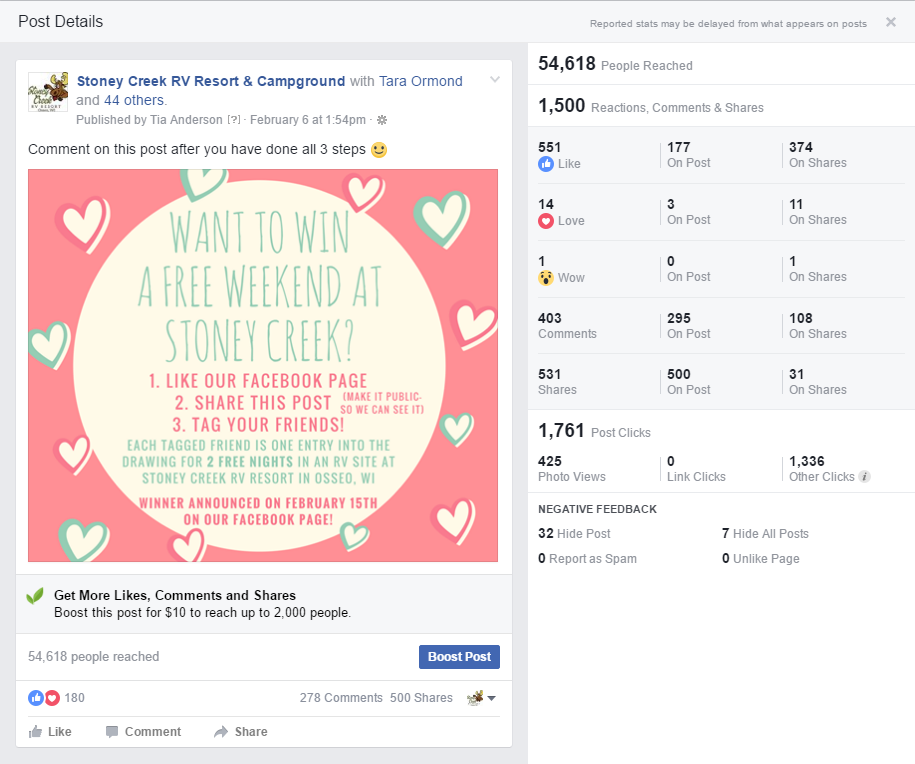 Post Details
Reported stats may be delayed from what appears on posts
Stoney Creek RV Resort & Campground with Tara Ormond
and 44 others.
Published by Tia Anderson [?] · February 6 at 1:54pm ·
Comment on this post after you have done all 3 steps
WANT TO WIN
A FREE WEEKEND AT
STONEY CREEK?
1. LIKE OUR FACEBOOK PAGE
2. SHARE THIS POST (MAKE IT PUBLIC-
SO WE CAN SEE IT)
3. TAG YOUR FRIENDS!
EACH TAGGED FRIEND IS ONE ENTRY INTO THE
DRAWING FOR 2 FREE NIGHTS IN AN RV SITE AT
STONEY CREEK RV RESORT IN OSSEO, WI
WINNER ANNOUNCED ON FEBRUARY 15TH
ON OUR FACEBOOK PAGE!
Get More Likes, Comments and Shares
Boost this post for $10 to reach up to 2,000 people.
54,618 people reached
Boost Post
180
278 Comments 500 Shares
Like Comment Share
54,618 People Reached
1,500 Reactions, Comments & Shares
551 177 374
Like On Post On Shares
14 3 11
Love On Post On Shares
1 0 1
Wow On Post On Shares
403 295 108
Comments On Post On Shares
531 500 31
Shares On Post On Shares
1,761 Post Clicks
425 0 1,336
Photo Views Link Clicks Other Clicks
NEGATIVE FEEDBACK
32 Hide Post 7 Hide All Posts
0 Report as Spam 0 Unlike Page